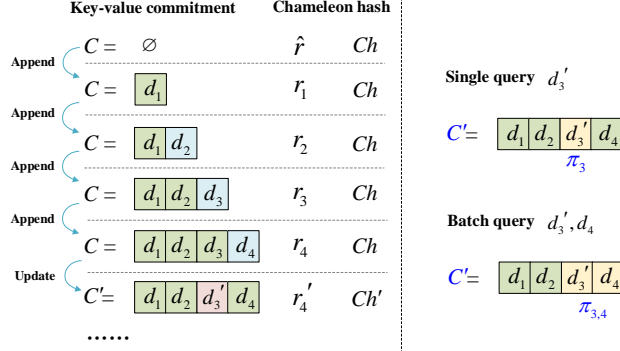 Key-value commitment Chameleon hash
C = ∅ r̂ Ch
Append
C = d₁ r₁ Ch
Append
C = d₁ d₂ r₂ Ch
Append
C = d₁ d₂ d₃ r₃ Ch
Append
C = d₁ d₂ d₃ d₄ r₄ Ch
Update
C'= d₁ d₂ d₃' d₄ r₄' Ch'
......
Single query d₃'
C'= d₁ d₂ d₃' d₄
π₃
Batch query d₃', d₄
C'= d₁ d₂ d₃' d₄
π₃,₄